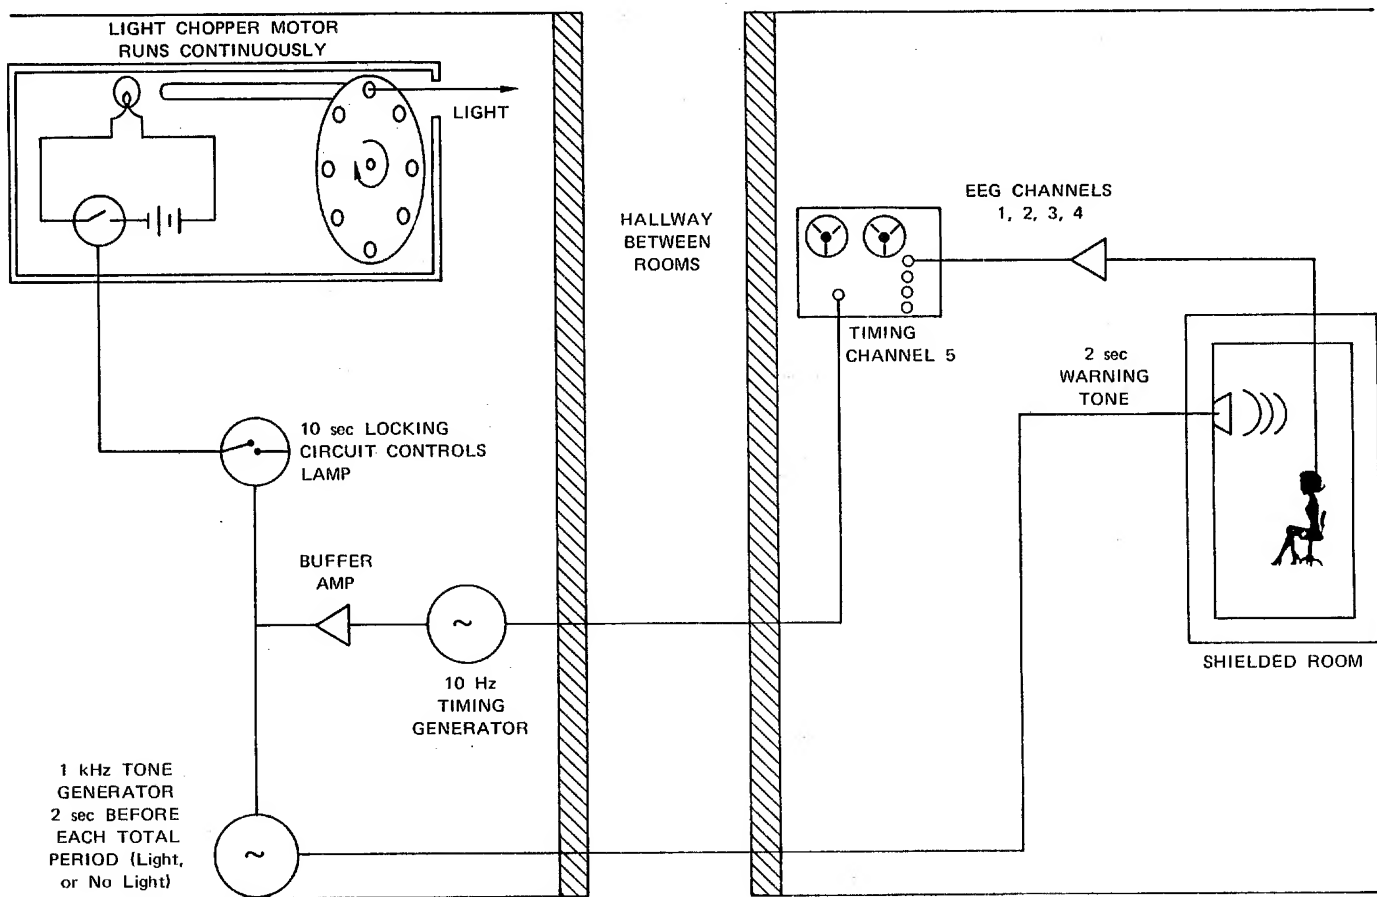 LIGHT CHOPPER MOTOR
RUNS CONTINUOUSLY
LIGHT
HALLWAY
BETWEEN
ROOMS
EEG CHANNELS
1, 2, 3, 4
TIMING
CHANNEL 5
2 sec
WARNING
TONE
10 sec LOCKING
CIRCUIT CONTROLS
LAMP
BUFFER
AMP
~
10 Hz
TIMING
GENERATOR
SHIELDED ROOM
1 kHz TONE
GENERATOR
2 sec BEFORE
EACH TOTAL
PERIOD (Light,
or No Light)
~